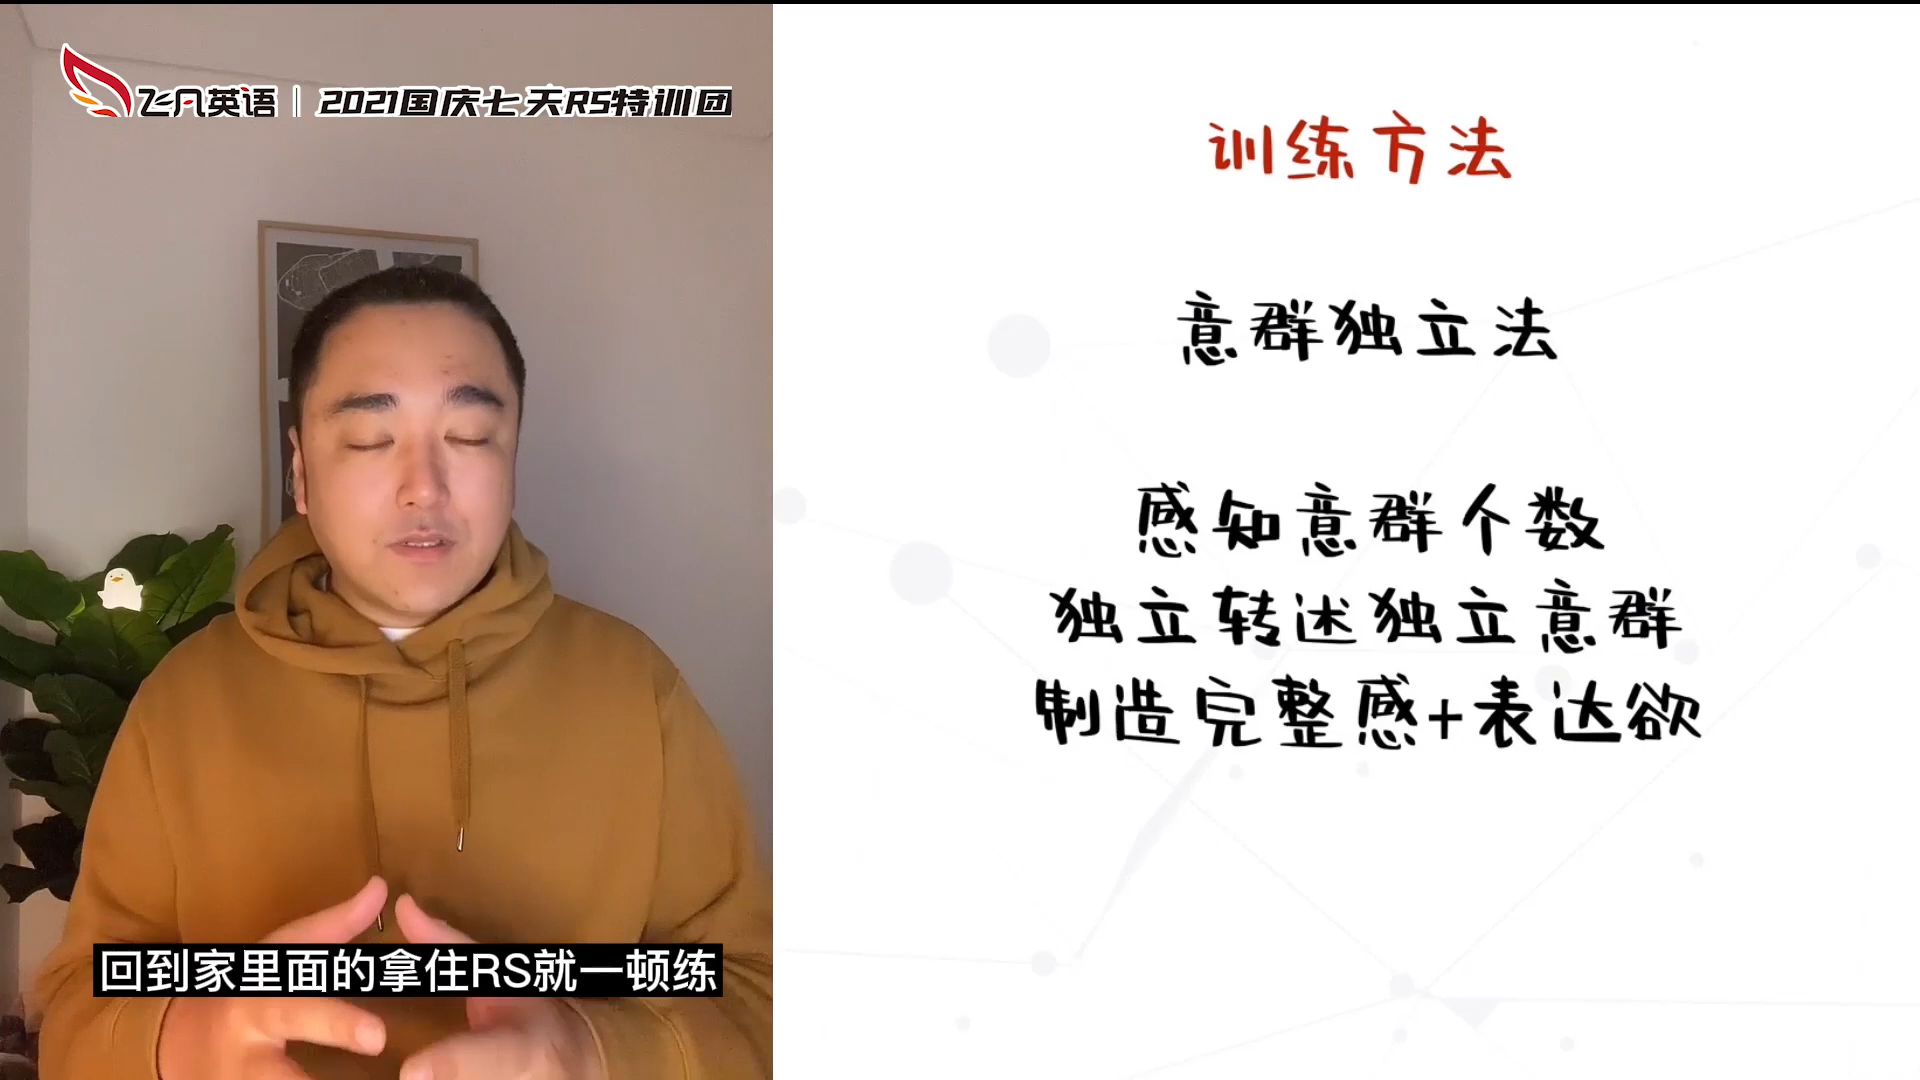 飞凡英语 | 2021国庆七天RS特训团
训练方法
意群独立法
感知意群个数
独立转述独立意群
制造完整感+表达欲
回到家里面的拿住RS就一顿练